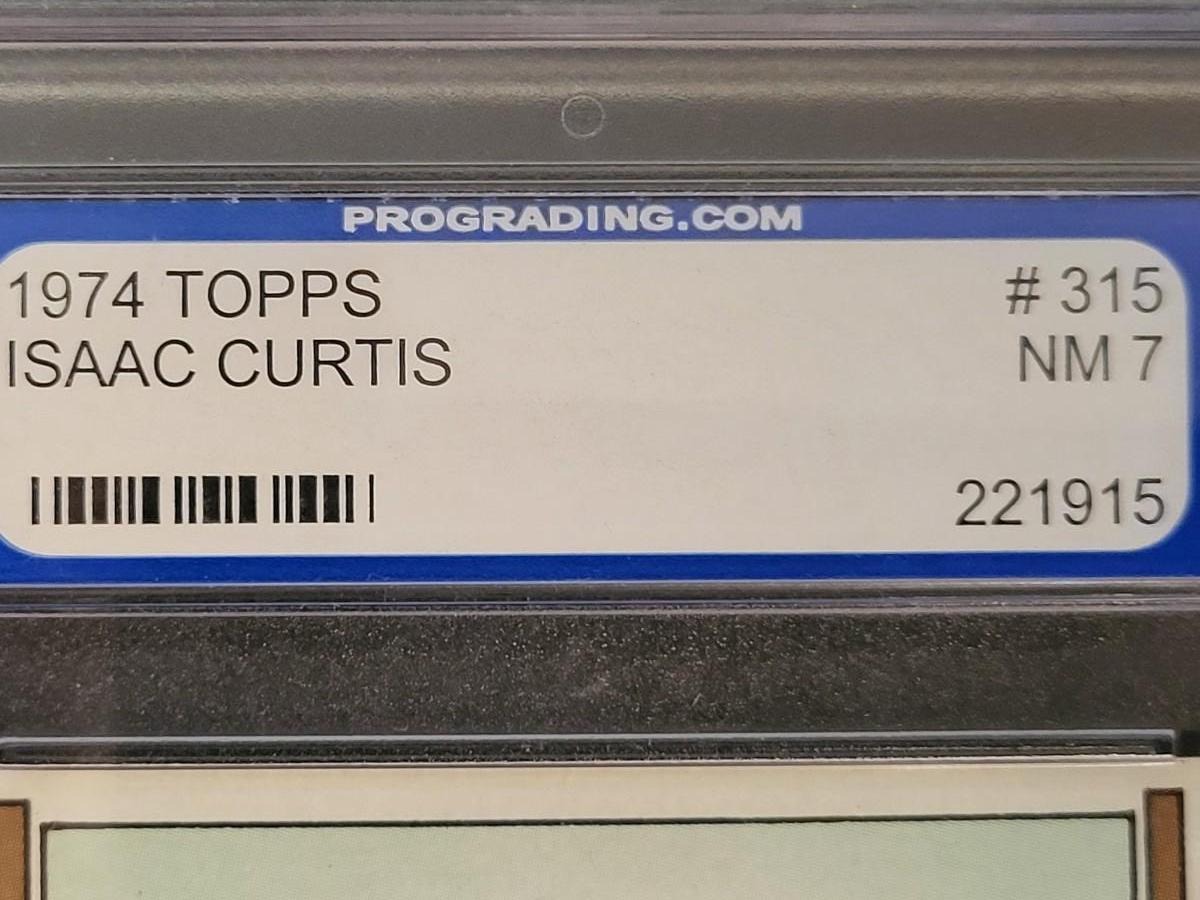 PROGRADING.COM
1974 TOPPS # 315
ISAAC CURTIS NM 7
221915